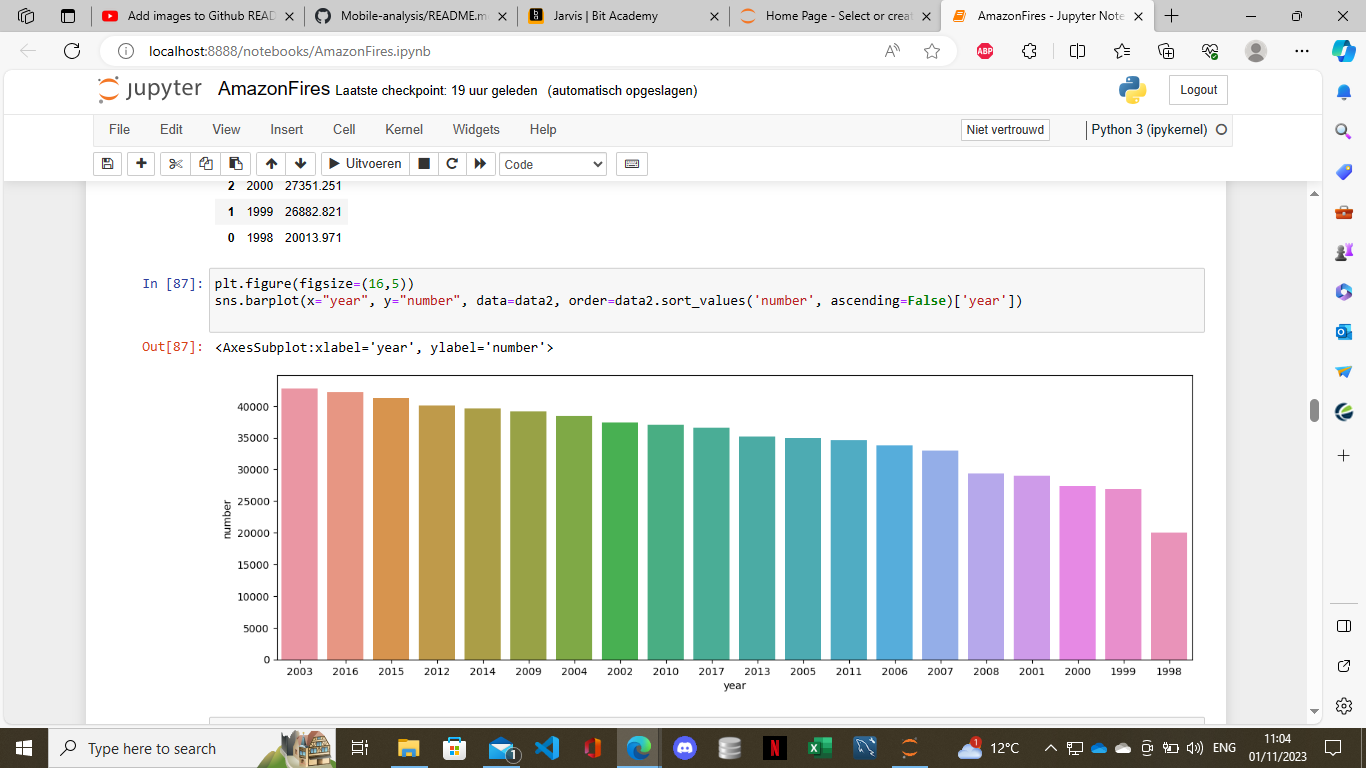 Add images to Github READ
Mobile-analysis/README.m
Jarvis | Bit Academy
Home Page - Select or creat
AmazonFires - Jupyter Note
localhost:8888/notebooks/AmazonFires.ipynb
ABP
jupyter AmazonFires Laatste checkpoint: 19 uur geleden (automatisch opgeslagen)
Logout
File Edit View Insert Cell Kernel Widgets Help
Niet vertrouwd
Python 3 (ipykernel)
Uitvoeren
Code
2 2000 27351.251
1 1999 26882.821
0 1998 20013.971
In [87]: plt.figure(figsize=(16,5))
sns.barplot(x="year", y="number", data=data2, order=data2.sort_values('number', ascending=False)['year'])
Out[87]: <AxesSubplot:xlabel='year', ylabel='number'>
40000
35000
30000
25000
20000
15000
10000
5000
0
number
2003 2016 2015 2012 2014 2009 2004 2002 2010 2017 2013 2005 2011 2006 2007 2008 2001 2000 1999 1998
year
Type here to search
1
1
12°C
ENG
11:04
01/11/2023